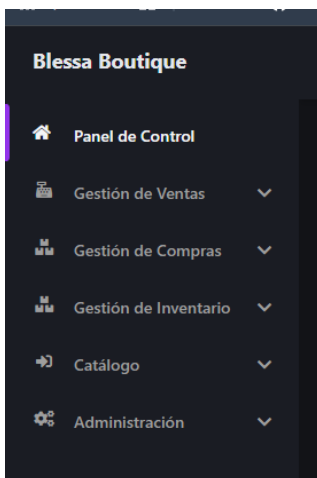 Blessa Boutique
Panel de Control
Gestión de Ventas
Gestión de Compras
Gestión de Inventario
Catálogo
Administración